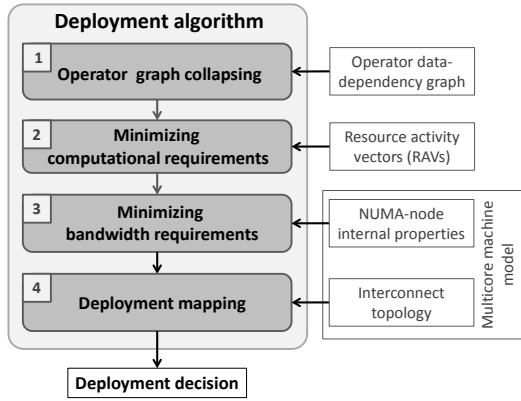 Deployment algorithm
1
Operator graph collapsing
Operator data-
dependency graph
2
Minimizing
computational requirements
Resource activity
vectors (RAVs)
3
Minimizing
bandwidth requirements
NUMA-node
internal properties
4
Deployment mapping
Interconnect
topology
Multicore machine
model
Deployment decision